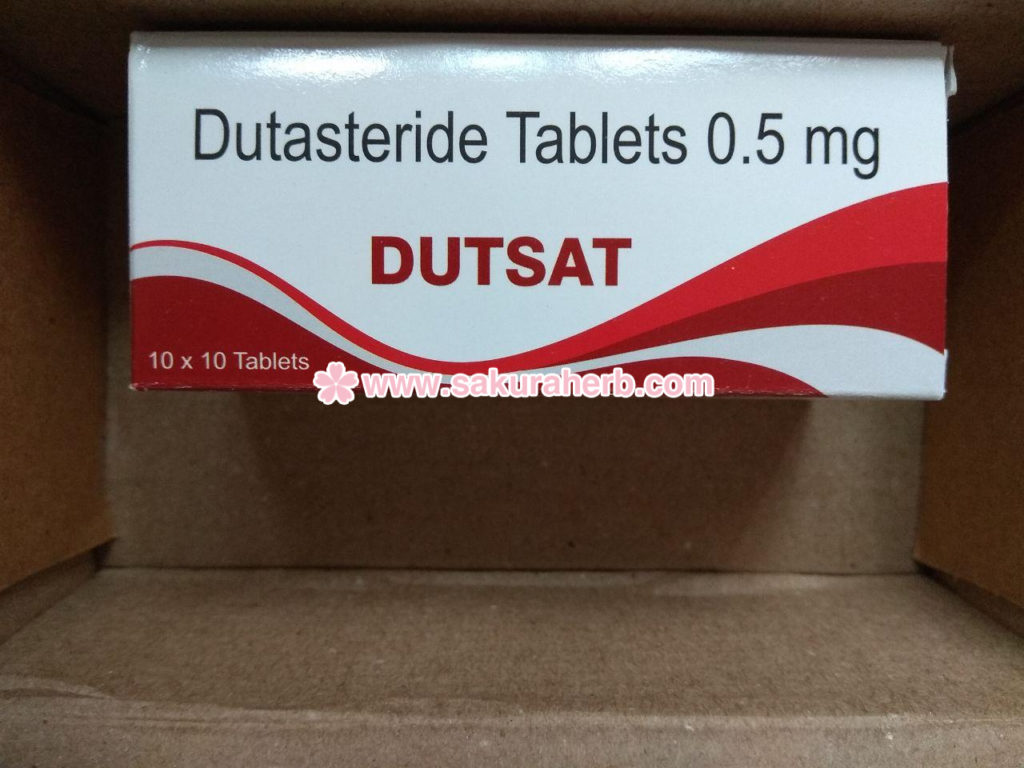 Dutasteride Tablets 0.5 mg
DUTSAT
10 x 10 Tablets
www.sakuraherb.com